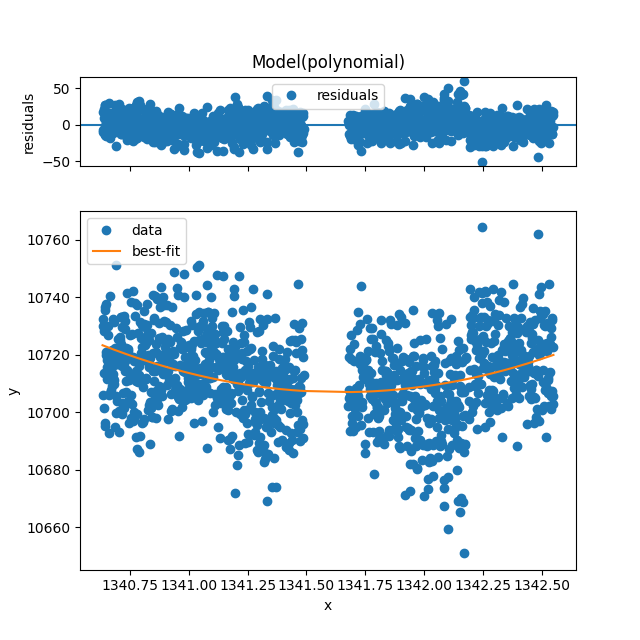 Model(polynomial)
50
0
−50
residuals
residuals
data
best-fit
10760
10740
10720
10700
10680
10660
y
1340.75 1341.00 1341.25 1341.50 1341.75 1342.00 1342.25 1342.50
x